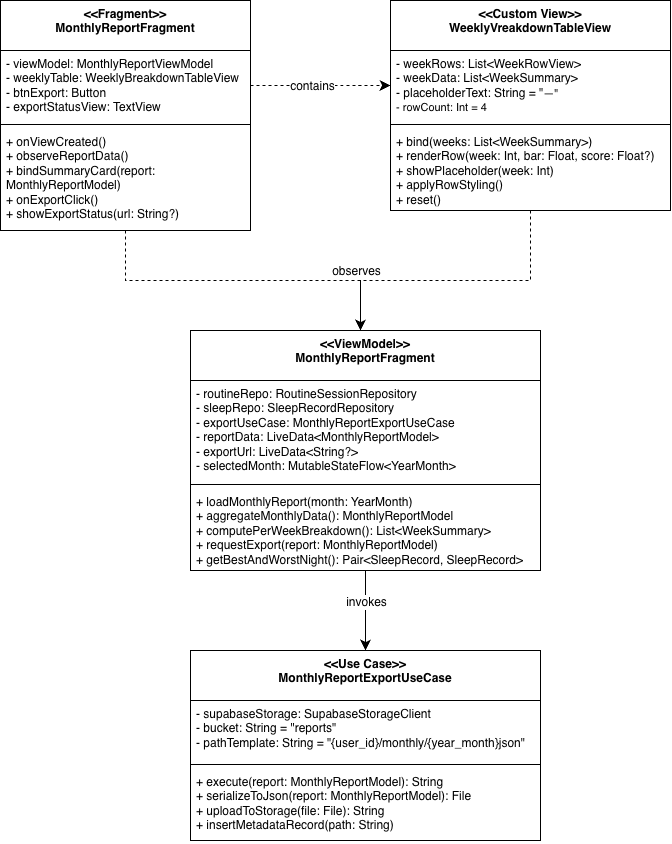 <<Fragment>>
MonthlyReportFragment
- viewModel: MonthlyReportViewModel
- weeklyTable: WeeklyBreakdownTableView
- btnExport: Button
- exportStatusView: TextView
+ onViewCreated()
+ observeReportData()
+ bindSummaryCard(report:
MonthlyReportModel)
+ onExportClick()
+ showExportStatus(url: String?)
contains
<<Custom View>>
WeeklyVreakdownTableView
- weekRows: List<WeekRowView>
- weekData: List<WeekSummary>
- placeholderText: String = "—"
- rowCount: Int = 4
+ bind(weeks: List<WeekSummary>)
+ renderRow(week: Int, bar: Float, score: Float?)
+ showPlaceholder(week: Int)
+ applyRowStyling()
+ reset()
observes
<<ViewModel>>
MonthlyReportFragment
- routineRepo: RoutineSessionRepository
- sleepRepo: SleepRecordRepository
- exportUseCase: MonthlyReportExportUseCase
- reportData: LiveData<MonthlyReportModel>
- exportUrl: LiveData<String?>
- selectedMonth: MutableStateFlow<YearMonth>
+ loadMonthlyReport(month: YearMonth)
+ aggregateMonthlyData(): MonthlyReportModel
+ computePerWeekBreakdown(): List<WeekSummary>
+ requestExport(report: MonthlyReportModel)
+ getBestAndWorstNight(): Pair<SleepRecord, SleepRecord>
invokes
<<Use Case>>
MonthlyReportExportUseCase
- supabaseStorage: SupabaseStorageClient
- bucket: String = "reports"
- pathTemplate: String = "{user_id}/monthly/{year_month}json"
+ execute(report: MonthlyReportModel): String
+ serializeToJson(report: MonthlyReportModel): File
+ uploadToStorage(file: File): String
+ insertMetadataRecord(path: String)